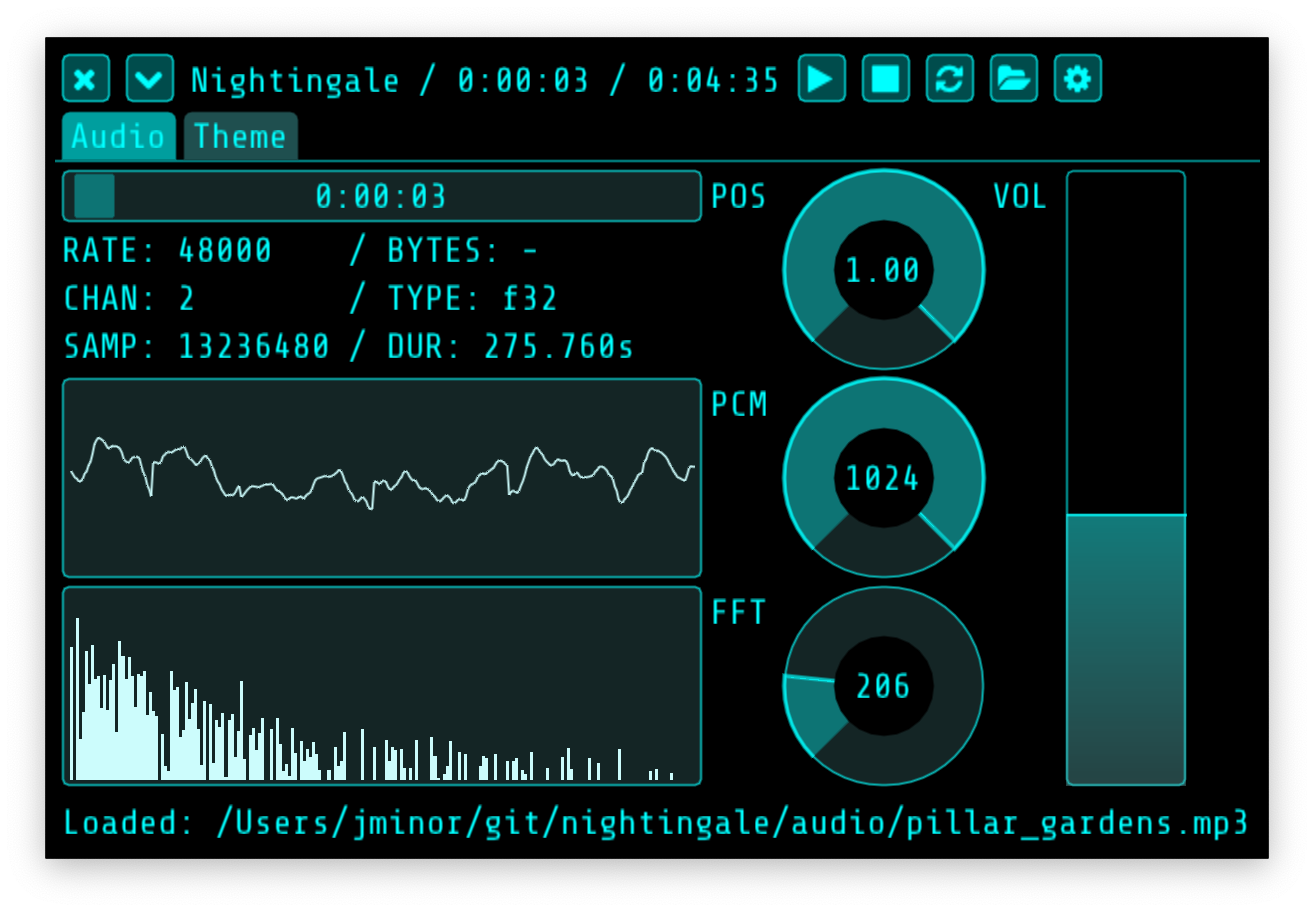 Nightingale / 0:00:03 / 0:04:35
Audio Theme
0:00:03 POS 1.00 VOL
RATE: 48000 / BYTES: -
CHAN: 2 / TYPE: f32
SAMP: 13236480 / DUR: 275.760s
PCM 1024
FFT 206
Loaded: /Users/jminor/git/nightingale/audio/pillar_gardens.mp3